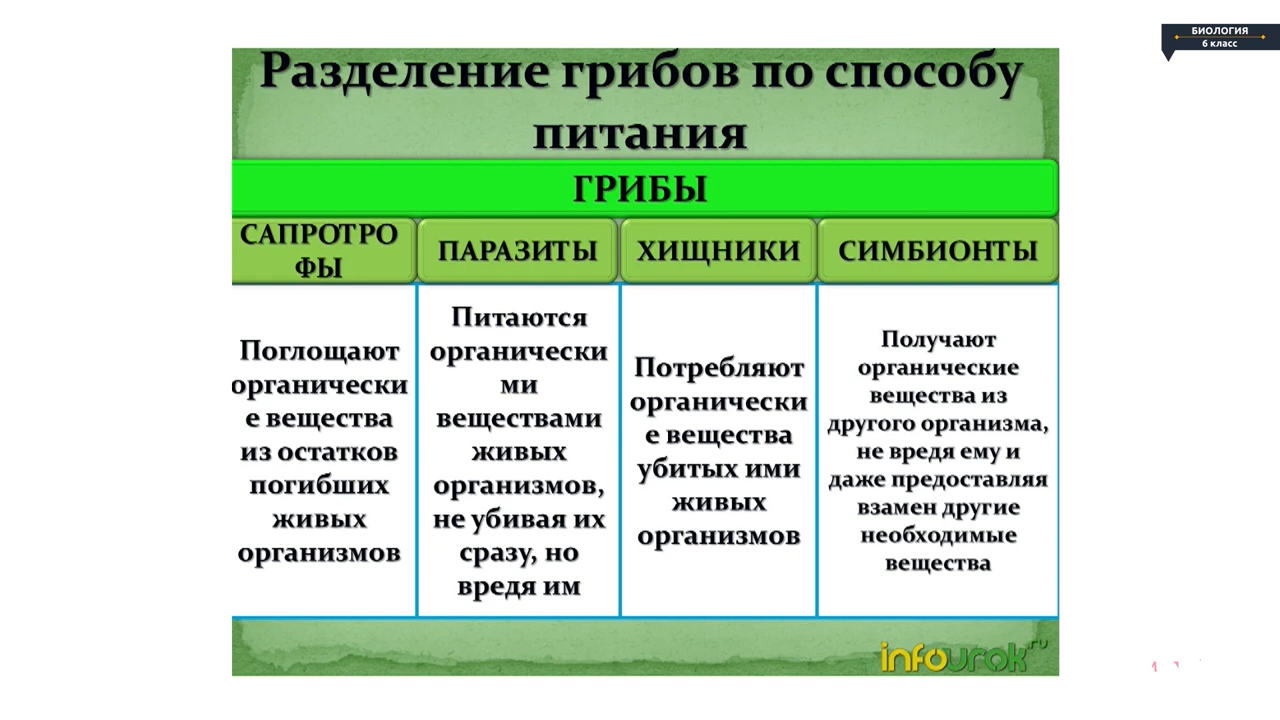 БИОЛОГИЯ
6 класс
Разделение грибов по способу
питания
ГРИБЫ
САПРОТРО
ФЫ
ПАРАЗИТЫ
ХИЩНИКИ
СИМБИОНТЫ
Поглощают
органически
е вещества
из остатков
погибших
живых
организмов
Питаются
органически
ми
веществами
живых
организмов,
не убивая их
сразу, но
вредя им
Потребляют
органически
е вещества
убитых ими
живых
организмов
Получают
органические
вещества из
другого организма,
не вредя ему и
даже предоставляя
взамен другие
необходимые
вещества
infourok.ru